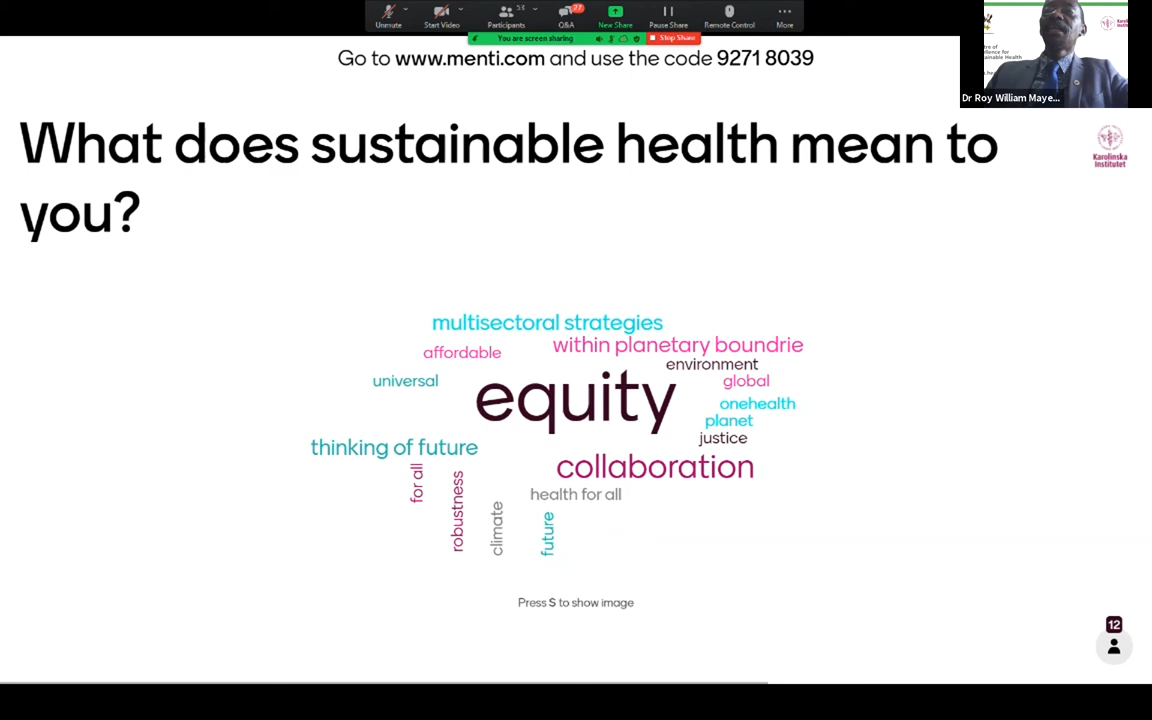 Unmute
Start Video
53
Participants
27
Q&A
New Share
Pause Share
Remote Control
More
You are screen sharing
Stop Share
Go to www.menti.com and use the code 9271 8039
Dr Roy William Maye...
What does sustainable health mean to
you?
Karolinska
Institutet
multisectoral strategies
within planetary boundrie
affordable
environment
universal
global
equity
onehealth
planet
justice
thinking of future
collaboration
for all
robustness
climate
health for all
future
Press S to show image
12